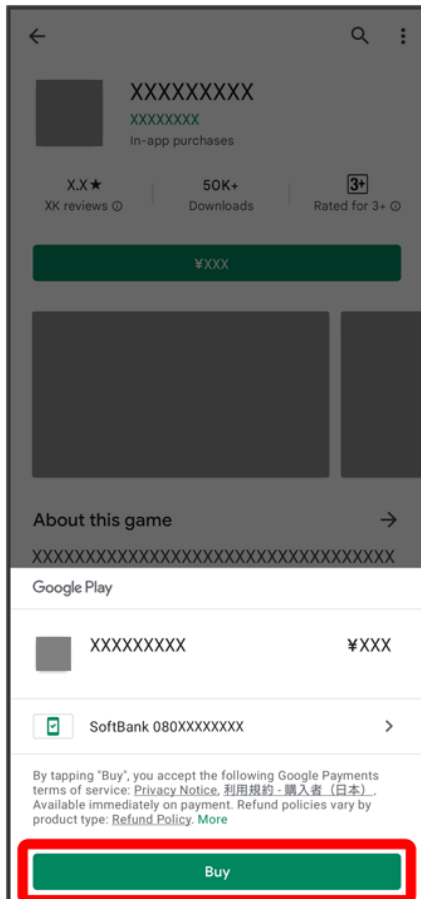 XXXXXXXXX
XXXXXXXX
In-app purchases
X.X★ 50K+ 3+
XK reviews ⓘ Downloads Rated for 3+ ⓘ
¥XXX
About this game
XXXXXXXXXXXXXXXXXXXXXXXXXXXXXXXXXX
Google Play
XXXXXXXXX ¥XXX
SoftBank 080XXXXXXXX
By tapping "Buy", you accept the following Google Payments
terms of service: Privacy Notice, 利用規約 - 購入者（日本）.
Available immediately on payment. Refund policies vary by
product type: Refund Policy. More
Buy